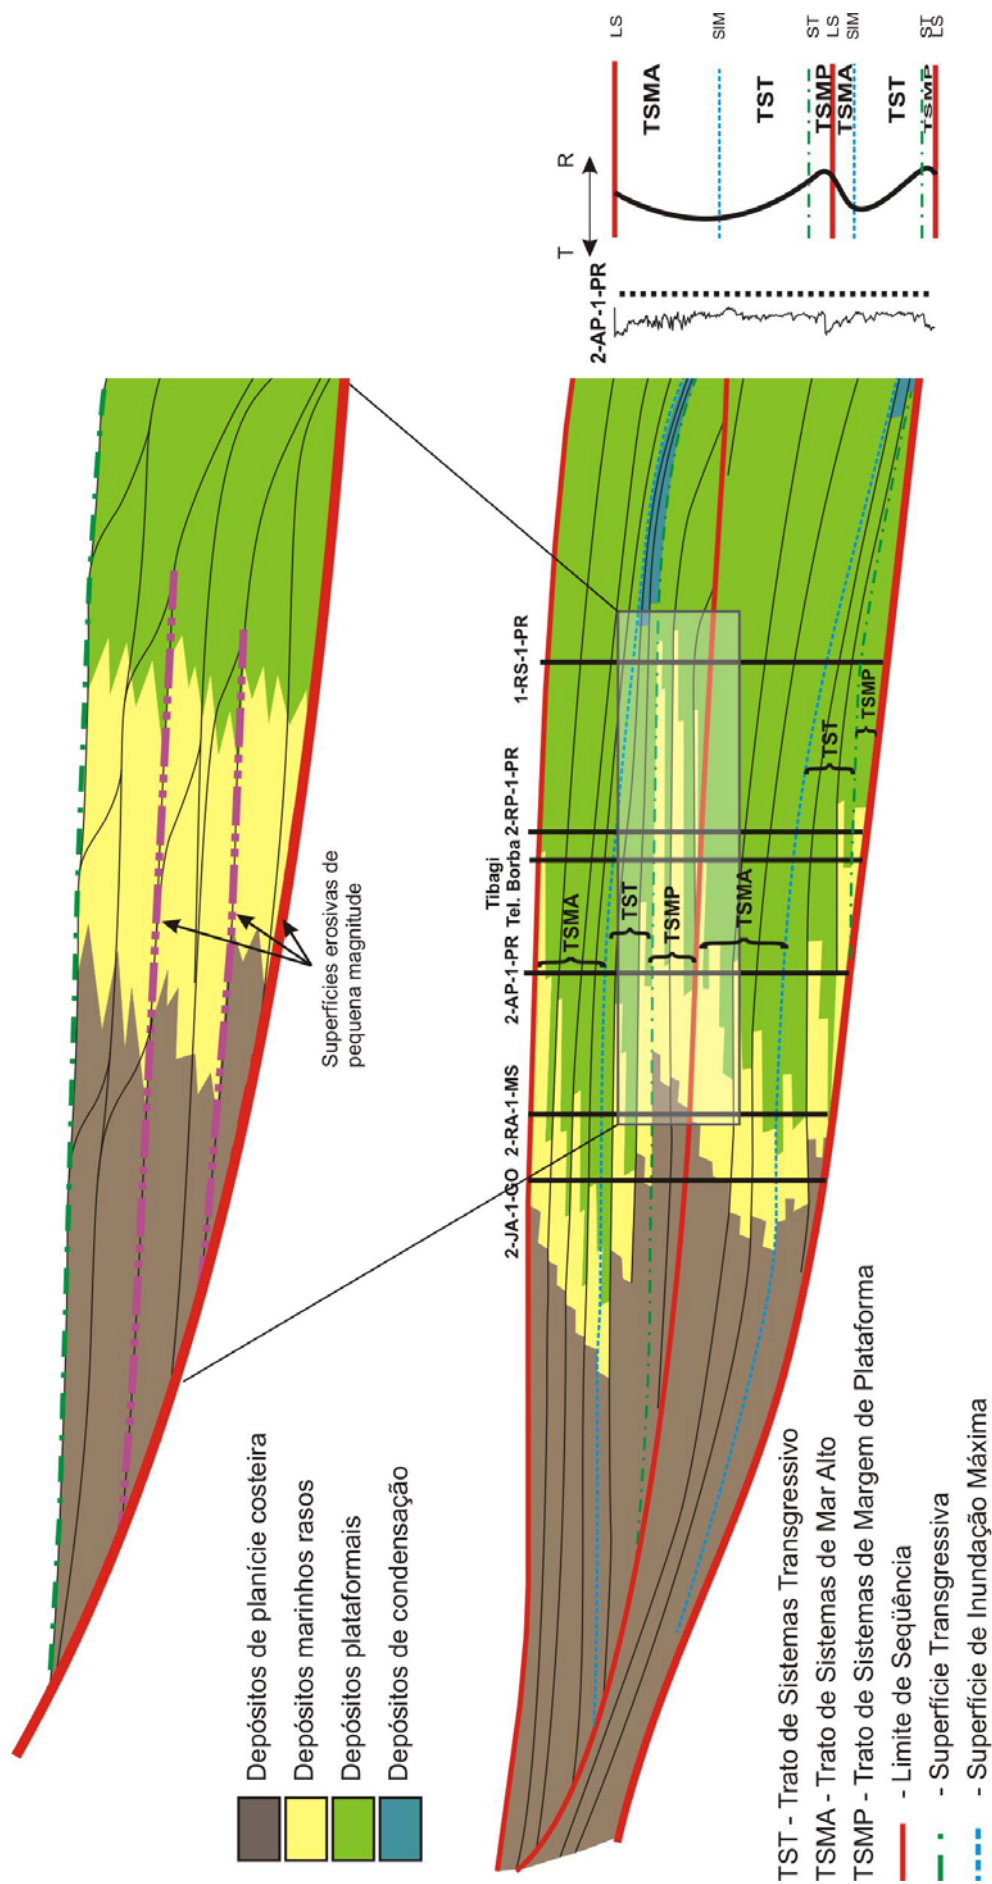 Superfícies erosivas de
pequena magnitude
Depósitos de planície costeira
Depósitos marinhos rasos
Depósitos plataformais
Depósitos de condensação
2-JA-1-GO
2-RA-1-MS
2-AP-1-PR
Tibagi
Tel. Borba
2-RP-1-PR
1-RS-1-PR
TSMA
TST
TSMP
TSMA
TST
TSMP
2-AP-1-PR
T
R
TSMA
TST
TSMP
TSMA
TST
TSMP
LS
SIM
ST
LS
SIM
ST
LS
TST - Trato de Sistemas Transgressivo
TSMA - Trato de Sistemas de Mar Alto
TSMP - Trato de Sistemas de Margem de Plataforma
- Limite de Seqüência
- Superfície Transgressiva
- Superfície de Inundação Máxima